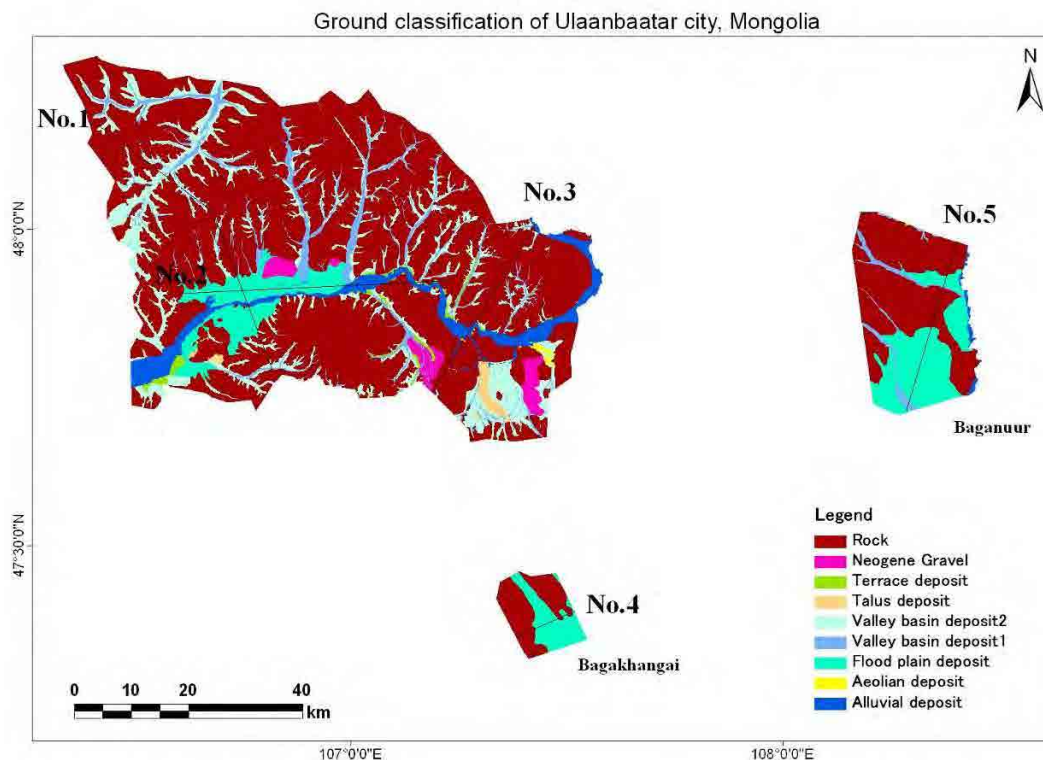 Ground classification of Ulaanbaatar city, Mongolia
N
No.1
No.3
No.5
48°0'0"N
No.2
Baganuur
Legend
Rock
Neogene Gravel
Terrace deposit
Talus deposit
Valley basin deposit2
Valley basin deposit1
Flood plain deposit
Aeolian deposit
Alluvial deposit
47°30'0"N
No.4
Bagakhangai
0 10 20 40
km
107°0'0"E
108°0'0"E